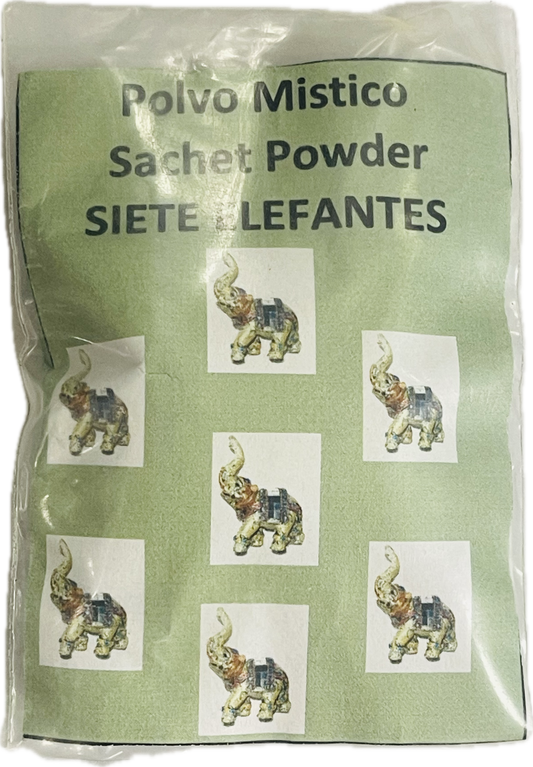 Polvo Mistico
Sachet Powder
SIETE ELEFANTES